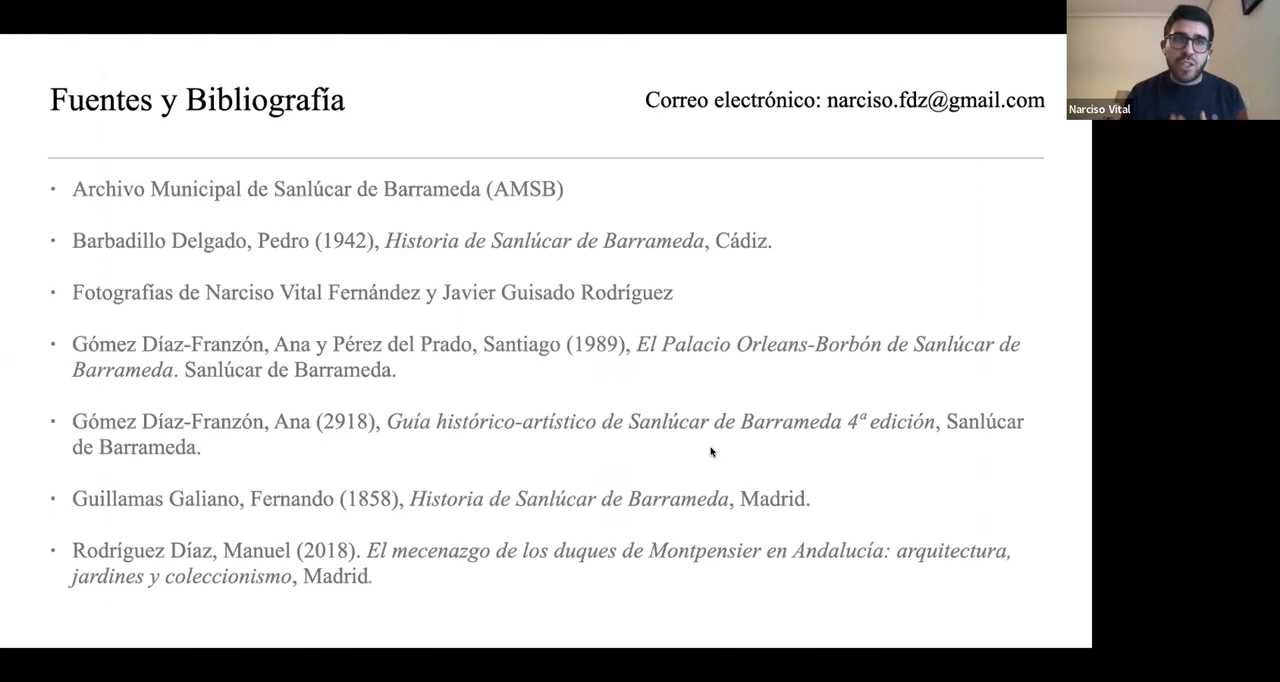 Fuentes y Bibliografía
Correo electrónico: narciso.fdz@gmail.com
Narciso Vital
· Archivo Municipal de Sanlúcar de Barrameda (AMSB)
· Barbadillo Delgado, Pedro (1942), Historia de Sanlúcar de Barrameda, Cádiz.
· Fotografías de Narciso Vital Fernández y Javier Guisado Rodríguez
· Gómez Díaz-Franzón, Ana y Pérez del Prado, Santiago (1989), El Palacio Orleans-Borbón de Sanlúcar de
Barrameda. Sanlúcar de Barrameda.
· Gómez Díaz-Franzón, Ana (2918), Guía histórico-artístico de Sanlúcar de Barrameda 4ª edición, Sanlúcar
de Barrameda.
· Guillamas Galiano, Fernando (1858), Historia de Sanlúcar de Barrameda, Madrid.
· Rodríguez Díaz, Manuel (2018). El mecenazgo de los duques de Montpensier en Andalucía: arquitectura,
jardines y coleccionismo, Madrid.